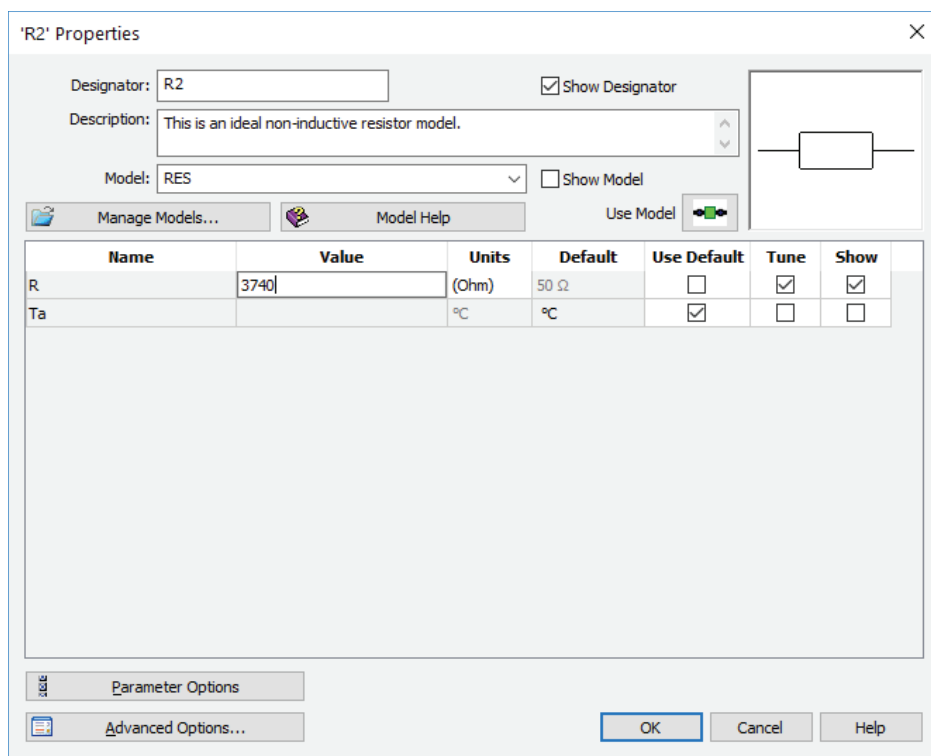 'R2' Properties
Designator: R2
Show Designator
Description: This is an ideal non-inductive resistor model.
Model: RES
Show Model
Manage Models...
Model Help
Use Model
Name Value Units Default Use Default Tune Show
R 3740 (Ohm) 50 Ω
Ta ºC ºC
Parameter Options
Advanced Options...
OK Cancel Help